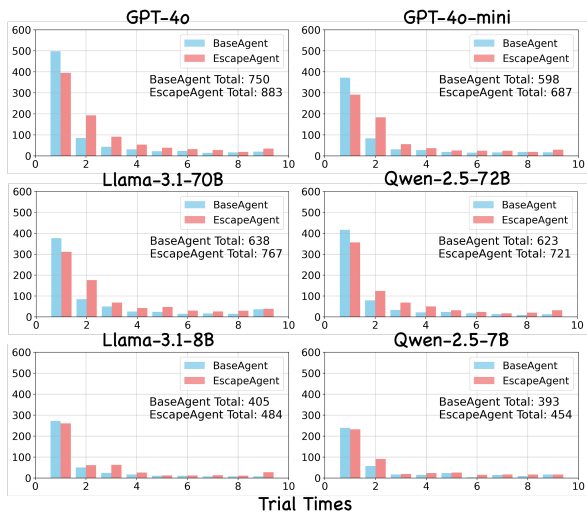 GPT-4o
GPT-4o-mini
600
500
400
300
200
100
0
0 2 4 6 8 10
BaseAgent
EscapeAgent
BaseAgent Total: 750
EscapeAgent Total: 883
600
500
400
300
200
100
0
0 2 4 6 8 10
BaseAgent
EscapeAgent
BaseAgent Total: 598
EscapeAgent Total: 687
Llama-3.1-70B
Qwen-2.5-72B
600
500
400
300
200
100
0
0 2 4 6 8 10
BaseAgent
EscapeAgent
BaseAgent Total: 638
EscapeAgent Total: 767
600
500
400
300
200
100
0
0 2 4 6 8 10
BaseAgent
EscapeAgent
BaseAgent Total: 623
EscapeAgent Total: 721
Llama-3.1-8B
Qwen-2.5-7B
600
500
400
300
200
100
0
0 2 4 6 8 10
BaseAgent
EscapeAgent
BaseAgent Total: 405
EscapeAgent Total: 484
600
500
400
300
200
100
0
0 2 4 6 8 10
BaseAgent
EscapeAgent
BaseAgent Total: 393
EscapeAgent Total: 454
Trial Times